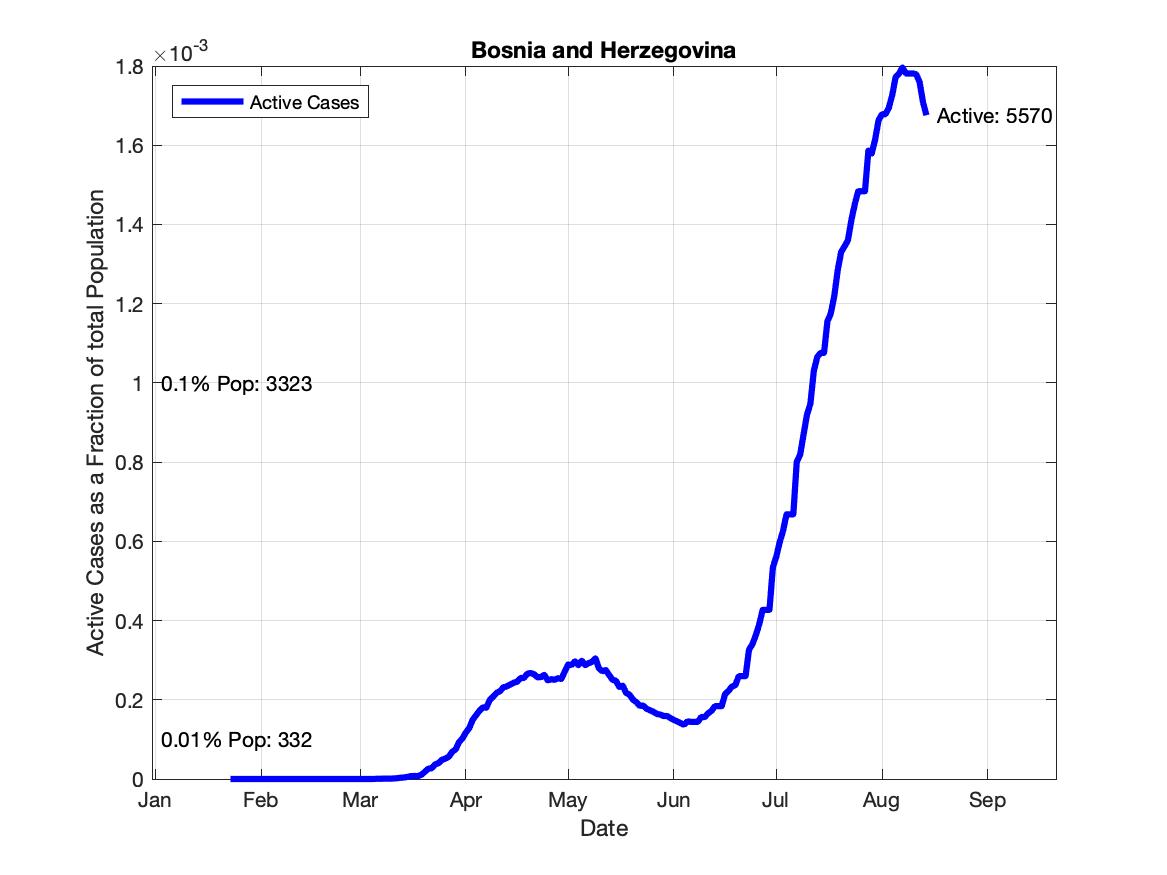 Bosnia and Herzegovina
×10-3
1.8
1.6
1.4
1.2
1
0.8
0.6
0.4
0.2
0
Active Cases as a Fraction of total Population
Active Cases
Active: 5570
0.1% Pop: 3323
0.01% Pop: 332
Jan Feb Mar Apr May Jun Jul Aug Sep
Date